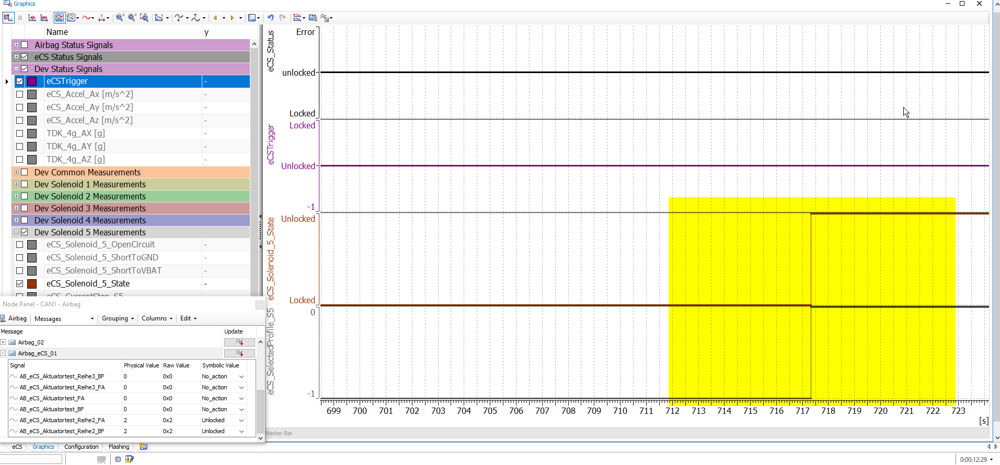 Graphics
Name y
Airbag Status Signals
eCS Status Signals
Dev Status Signals
eCSTrigger -
eCS_Accel_Ax [m/s^2] -
eCS_Accel_Ay [m/s^2] -
eCS_Accel_Az [m/s^2] -
TDK_4g_AX [g] -
TDK_4g_AY [g] -
TDK_4g_AZ [g] -
Dev Common Measurements
Dev Solenoid 1 Measurements
Dev Solenoid 2 Measurements
Dev Solenoid 3 Measurements
Dev Solenoid 4 Measurements
Dev Solenoid 5 Measurements
eCS_Solenoid_5_OpenCircuit -
eCS_Solenoid_5_ShortToGND -
eCS_Solenoid_5_ShortToVBAT -
eCS_Solenoid_5_State -
eCS_CurrentStep_S5
Node Panel - CAN1 - Airbag
Airbag Messages Grouping Columns Edit
Message Update
Airbag_02
Airbag_eCS_01
Signal Physical Value Raw Value Symbolic Value
AB_eCS_Aktuatortest_Reihe3_BF 0 0x0 No_action
AB_eCS_Aktuatortest_Reihe3_FA 0 0x0 No_action
AB_eCS_Aktuatortest_FA 0 0x0 No_action
AB_eCS_Aktuatortest_BF 0 0x0 No_action
AB_eCS_Aktuatortest_Reihe2_FA 2 0x2 Unlocked
AB_eCS_Aktuatortest_Reihe2_BF 2 0x2 Unlocked
eCS_Status
Error
unlocked
Locked
eCSTrigger
Locked
Unlocked
-1
eCS_Solenoid_5_State
Unlocked
Locked
eCS_SelectedProfile_S5
0
-1
699 700 701 702 703 704 705 706 707 708 709 710 711 712 713 714 715 716 717 718 719 720 721 722 723
[s]
Marker Bar
eCS Graphics Configuration Flashing
CAPL
0:00:12:29